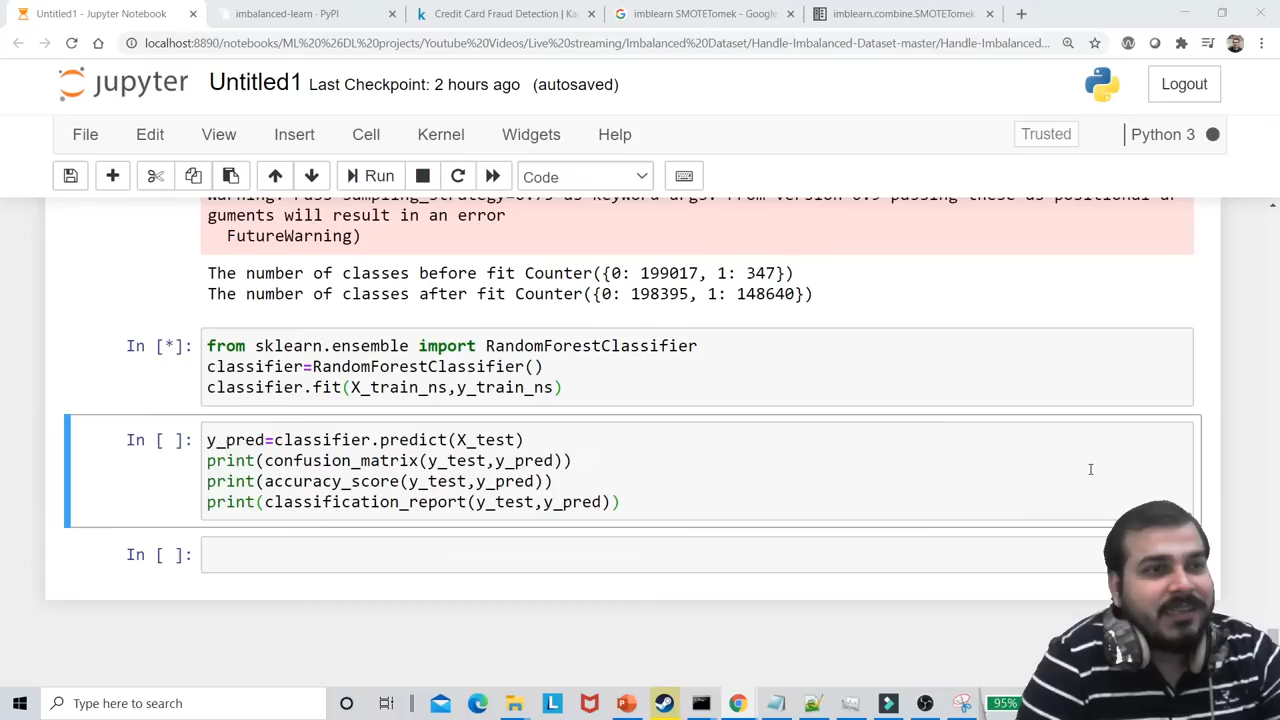 Untitled1 - Jupyter Notebook
imbalanced-learn · PyPI
Credit Card Fraud Detection | Ka
imblearn SMOTETomek - Google
imblearn.combine.SMOTETomek
localhost:8890/notebooks/ML%20%26%20DL%20projects/Youtube%20Videos/Live%20streaming/Imbalanced%20Dataset/Handle-Imbalanced-Dataset-master/Handle-Imbalanced...
jupyter Untitled1 Last Checkpoint: 2 hours ago (autosaved)
Logout
File Edit View Insert Cell Kernel Widgets Help
Trusted
Python 3
Run
Code
guments will result in an error
FutureWarning)
The number of classes before fit Counter({0: 199017, 1: 347})
The number of classes after fit Counter({0: 198395, 1: 148640})
In [*]: from sklearn.ensemble import RandomForestClassifier
classifier=RandomForestClassifier()
classifier.fit(X_train_ns,y_train_ns)
In [ ]: y_pred=classifier.predict(X_test)
print(confusion_matrix(y_test,y_pred))
print(accuracy_score(y_test,y_pred))
print(classification_report(y_test,y_pred))
In [ ]:
Type here to search
95%